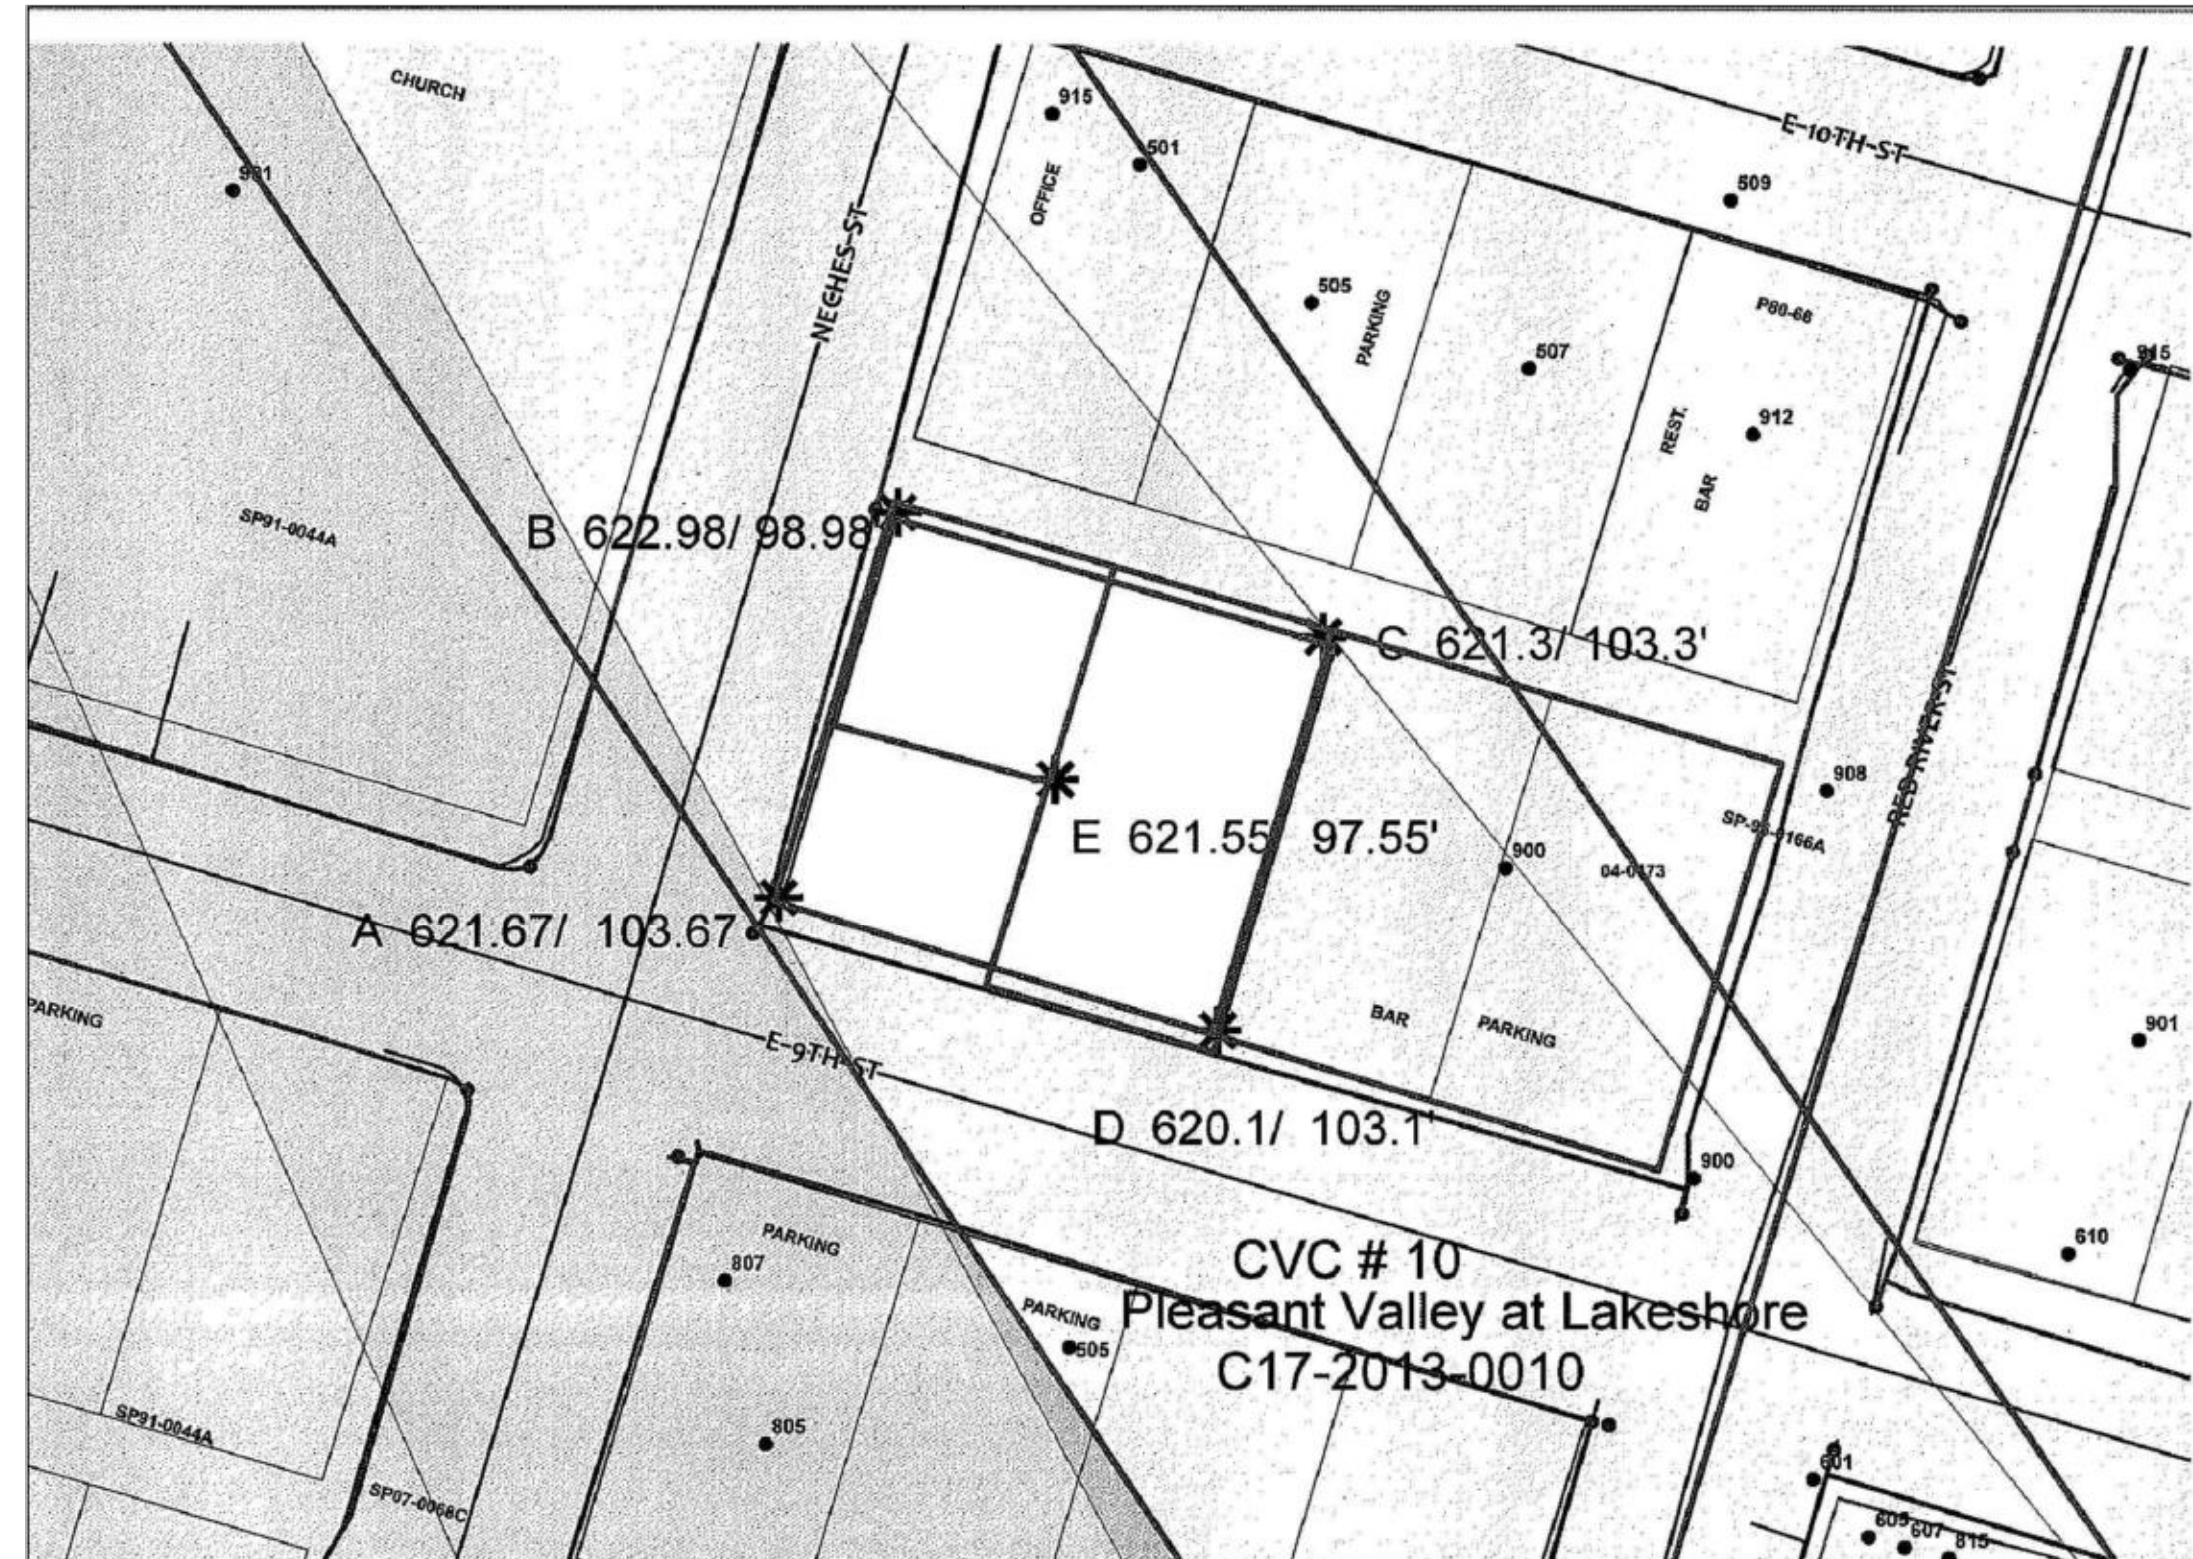 CHURCH
915
501
E 10TH ST
509
901
OFFICE
NECHES ST
505
PARKING
507
P80-66
915
REST.
912
BAR
SP91-0044A
B 622.98/ 98.98
C 621.3/ 103.3'
RED RIVER ST
908
E 621.55 97.55'
900
04-0173
A 621.67/ 103.67
PARKING
BAR
PARKING
901
E 9TH ST
D 620.1/ 103.1'
900
PARKING
807
610
CVC # 10
PARKING
Pleasant Valley at Lakeshore
505
C17-2013-0010
SP91-0044A
805
601
SP07-0068C
605
607
815